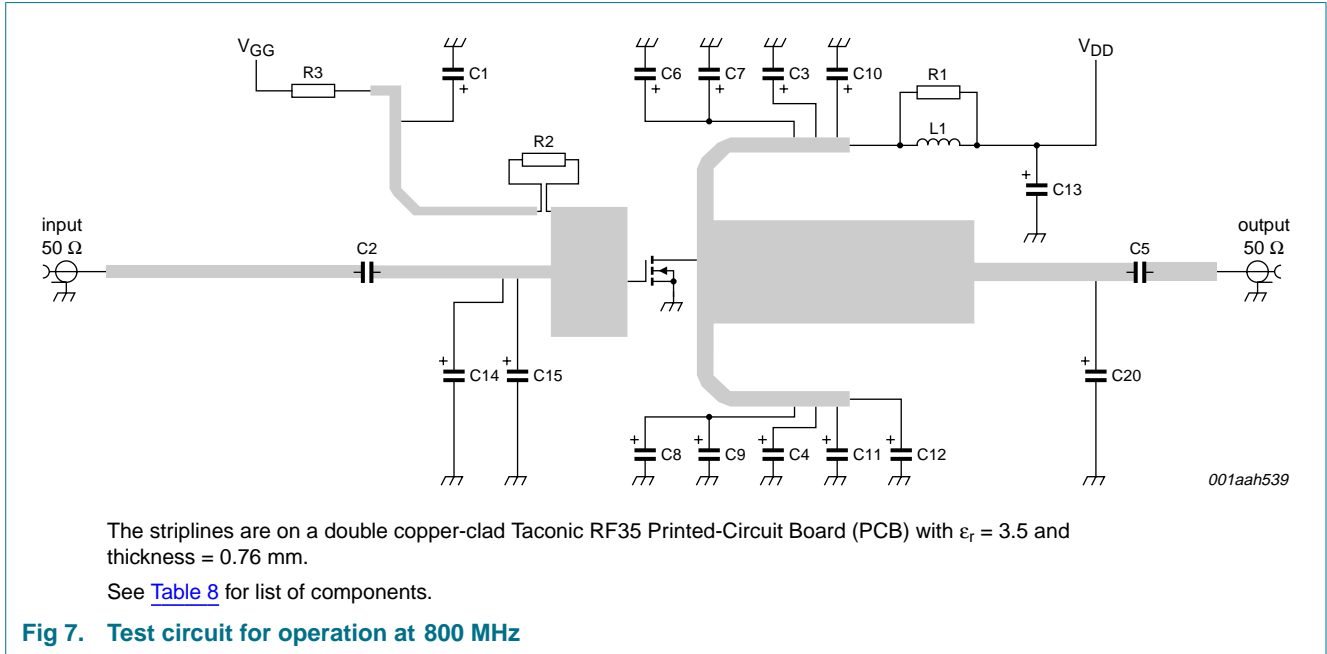 V_GG
R3
C1
C6
C7
C3
C10
R1
L1
V_DD
C13
R2
input
50 Ω
C2
C5
output
50 Ω
C14
C15
C20
C8
C9
C4
C11
C12
+
+
+
+
+
+
+
+
+
+
+
+
+
+
001aah539
The striplines are on a double copper-clad Taconic RF35 Printed-Circuit Board (PCB) with ε_r = 3.5 and
thickness = 0.76 mm.
See Table 8 for list of components.
Fig 7. Test circuit for operation at 800 MHz